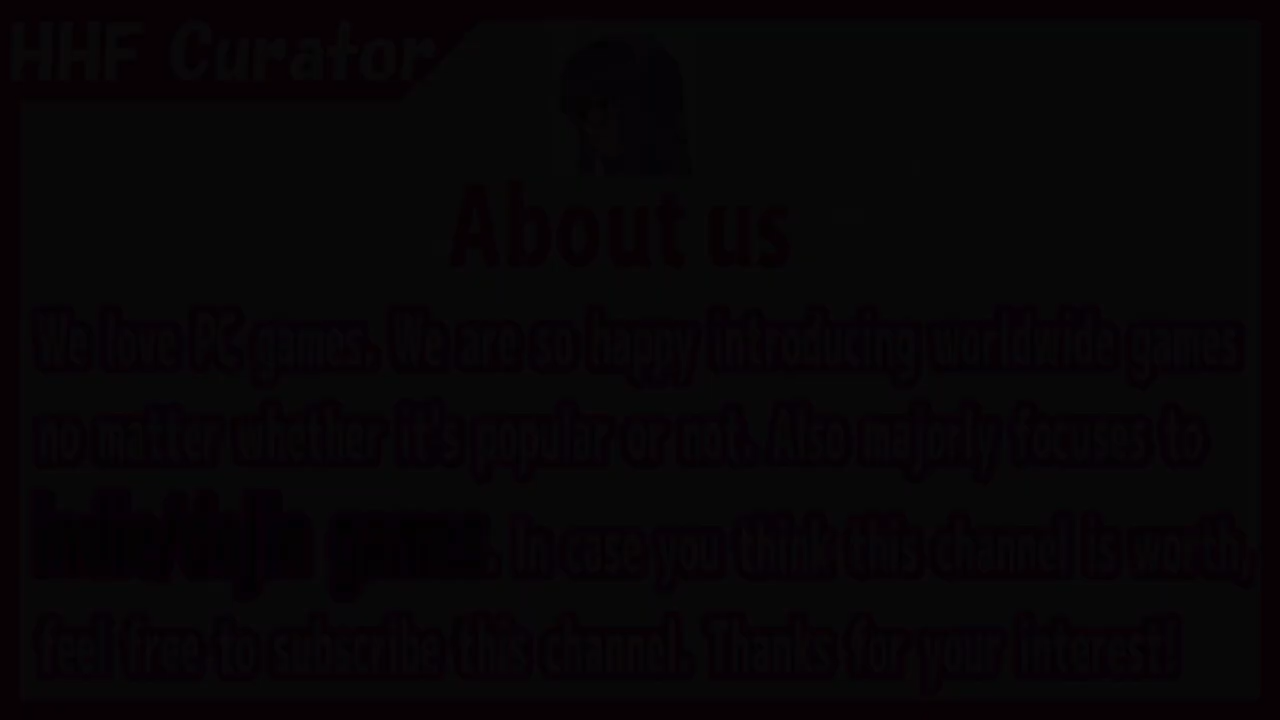 HHF Curator
About us
We love PC games. We are so happy introducing worldwide games
no matter whether it's popular or not. Also majorly focuses to
games. In case you think this channel is worth,
feel free to subscribe this channel. Thanks for your interest!